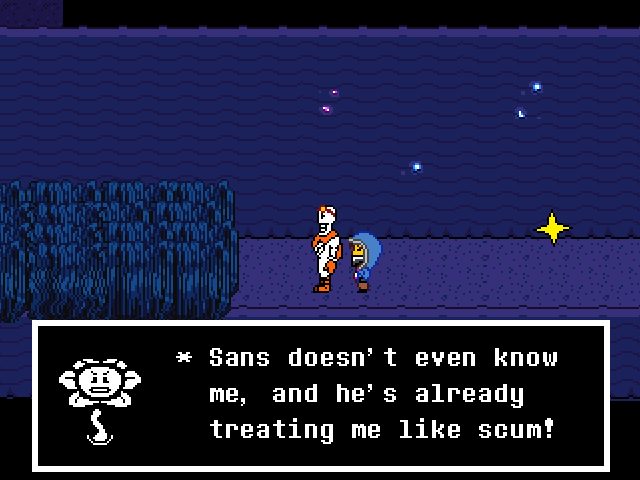 * Sans doesn't even know
me, and he's already
treating me like scum!